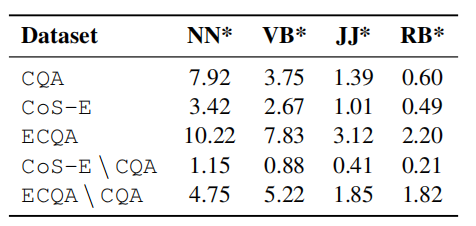 Dataset NN* VB* JJ* RB*
CQA 7.92 3.75 1.39 0.60
CoS-E 3.42 2.67 1.01 0.49
ECQA 10.22 7.83 3.12 2.20
CoS-E \ CQA 1.15 0.88 0.41 0.21
ECQA \ CQA 4.75 5.22 1.85 1.82